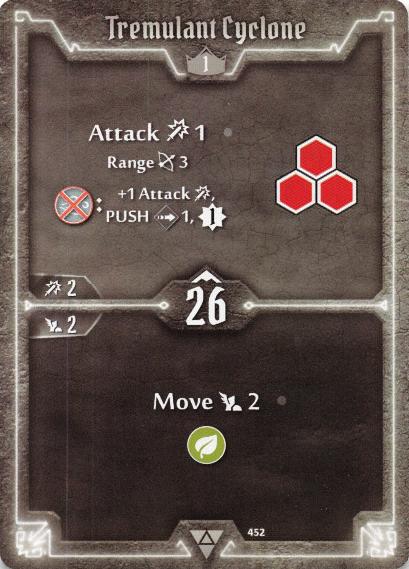 Tremulant Cyclone
1
Attack 1
Range 3
: +1 Attack,
PUSH 1, 1
2
26
2
Move 2
452